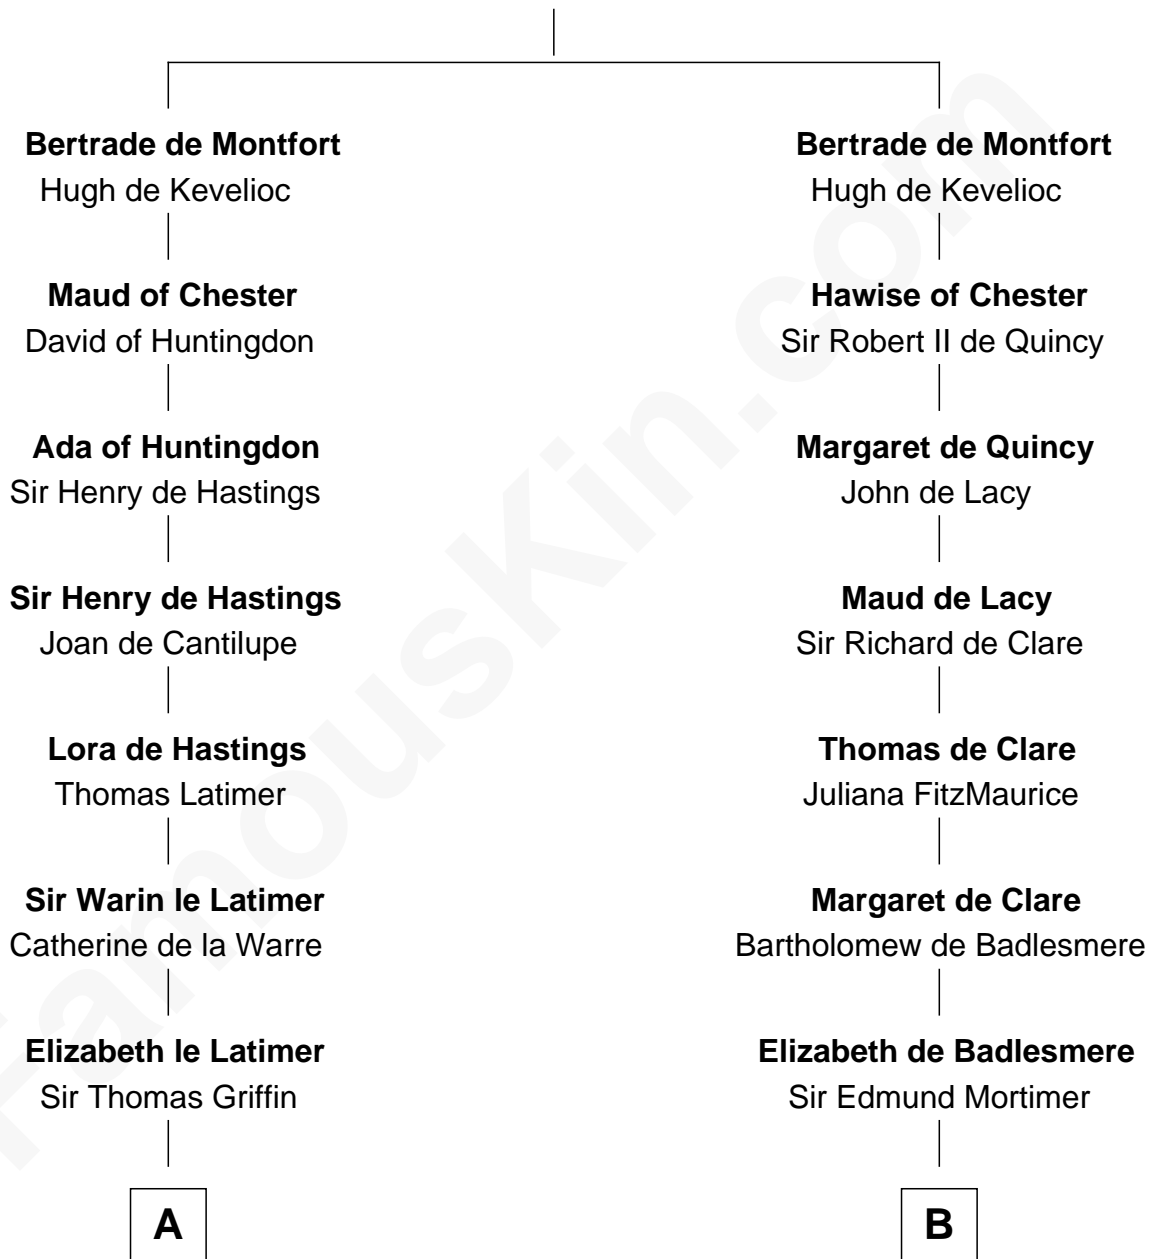 Bertrade de Montfort
Hugh de Kevelioc
Maud of Chester
David of Huntingdon
Ada of Huntingdon
Sir Henry de Hastings
Sir Henry de Hastings
Joan de Cantilupe
Lora de Hastings
Thomas Latimer
Sir Warin le Latimer
Catherine de la Warre
Elizabeth le Latimer
Sir Thomas Griffin
A
Bertrade de Montfort
Hugh de Kevelioc
Hawise of Chester
Sir Robert II de Quincy
Margaret de Quincy
John de Lacy
Maud de Lacy
Sir Richard de Clare
Thomas de Clare
Juliana FitzMaurice
Margaret de Clare
Bartholomew de Badlesmere
Elizabeth de Badlesmere
Sir Edmund Mortimer
B
FamousKin.com